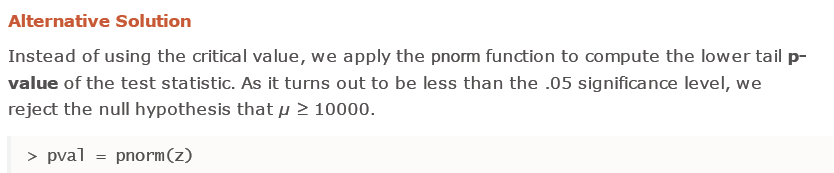 Alternative Solution
Instead of using the critical value, we apply the pnorm function to compute the lower tail p-
value of the test statistic. As it turns out to be less than the .05 significance level, we
reject the null hypothesis that μ ≥ 10000.
> pval = pnorm(z)